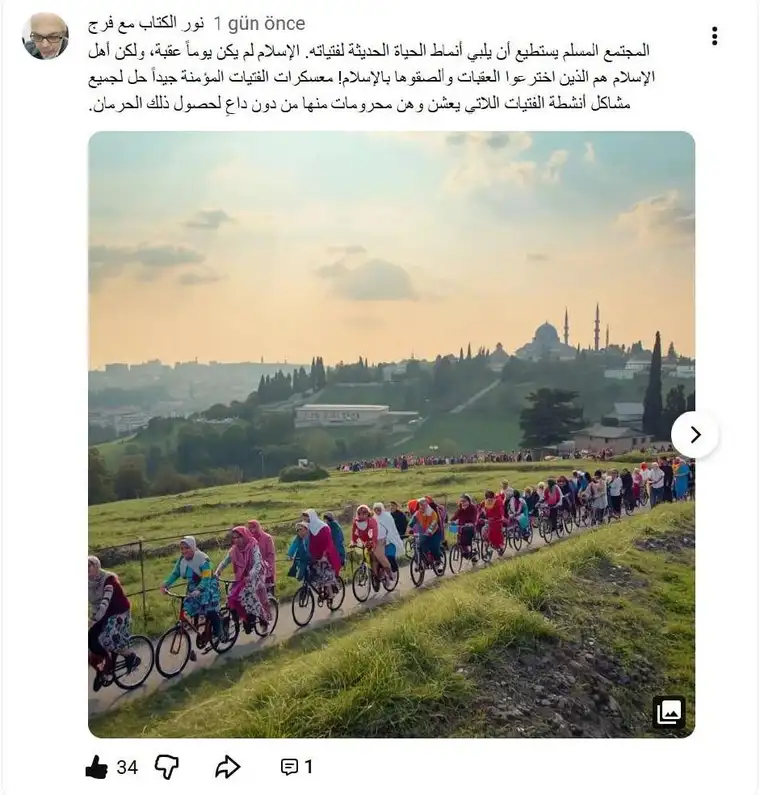 نور الكتاب مع فرج 1 gün önce
المجتمع المسلم يستطيع أن يلبي أنماط الحياة الحديثة لفتياته. الإسلام لم يكن يوماً عقبة، ولكن أهل
الإسلام هم الذين اخترعوا العقبات وألصقوها بالإسلام! معسكرات الفتيات المؤمنة جيداً حل لجميع
مشاكل أنشطة الفتيات اللاتي يعشن وهن محرومات منها من دون داعٍ لحصول ذلك الحرمان.
34 1